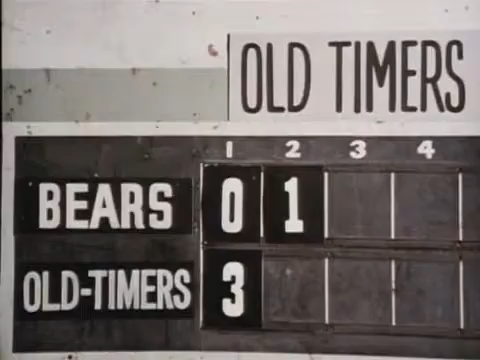 OLD TIMERS
1 2 3 4
BEARS 0 1
OLD-TIMERS 3